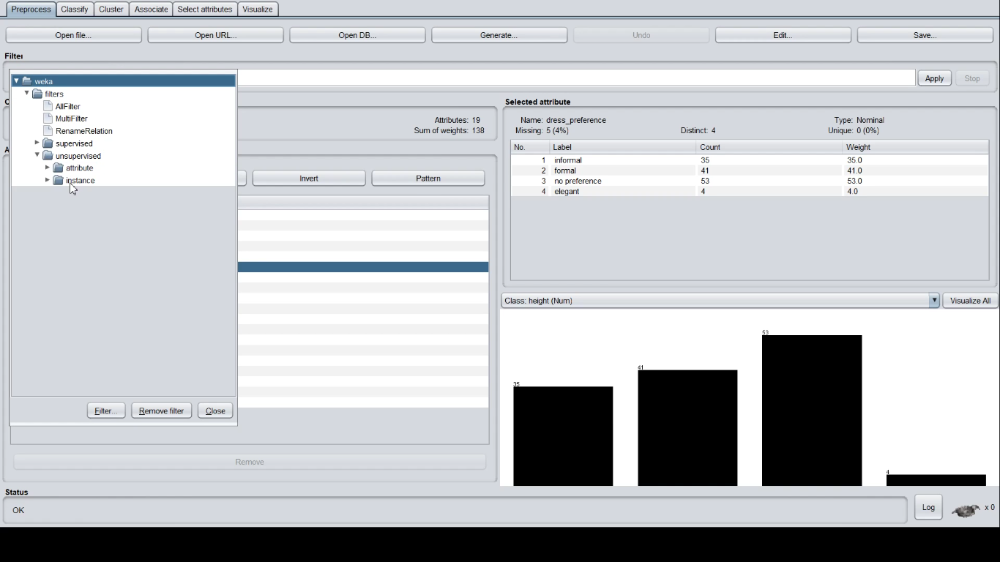 Preprocess Classify Cluster Associate Select attributes Visualize
Open file... Open URL... Open DB... Generate... Undo Edit... Save...
Filter
weka
filters
AllFilter
MultiFilter
RenameRelation
supervised
unsupervised
attribute
instance
Filter... Remove filter Close
Apply Stop
Attributes: 19
Sum of weights: 138
Invert Pattern
Remove
Selected attribute
Name: dress_preference Type: Nominal
Missing: 5 (4%) Distinct: 4 Unique: 0 (0%)
No. Label Count Weight
1 informal 35 35.0
2 formal 41 41.0
3 no preference 53 53.0
4 elegant 4 4.0
Class: height (Num) Visualize All
53
41
35
4
Status
OK Log x 0